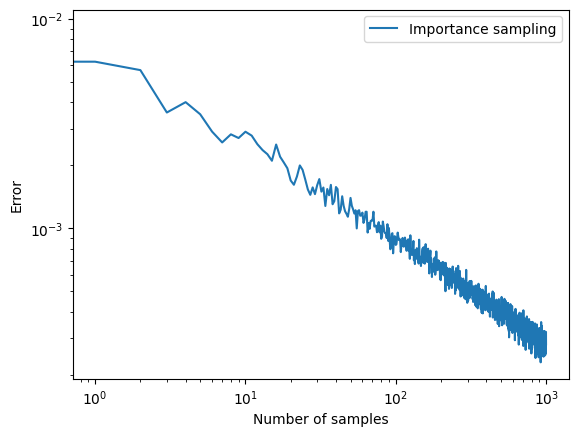 Importance sampling
10⁻²
10⁻³
Error
10⁰
10¹
10²
10³
Number of samples